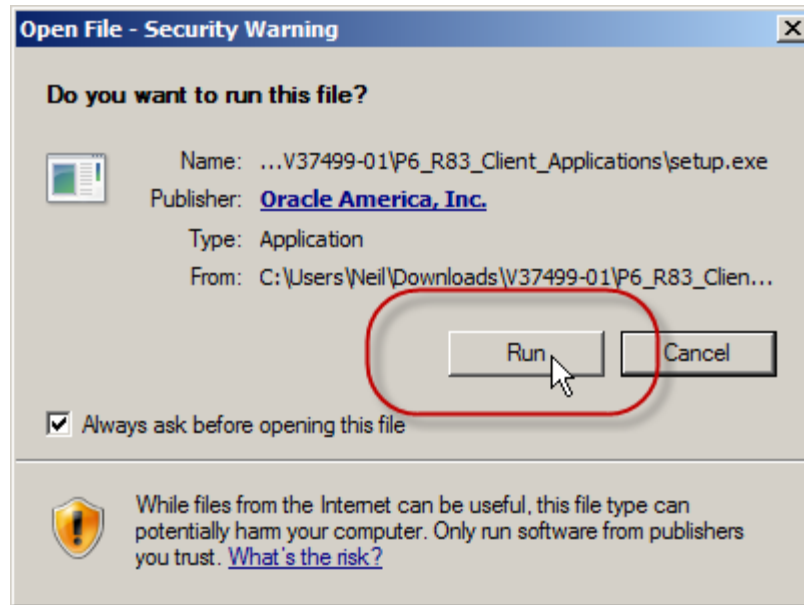 Open File - Security Warning
Do you want to run this file?
Name: ...V37499-01\P6_R83_Client_Applications\setup.exe
Publisher: Oracle America, Inc.
Type: Application
From: C:\Users\Neil\Downloads\V37499-01\P6_R83_Clien...
Run Cancel
Always ask before opening this file
While files from the Internet can be useful, this file type can
potentially harm your computer. Only run software from publishers
you trust. What's the risk?